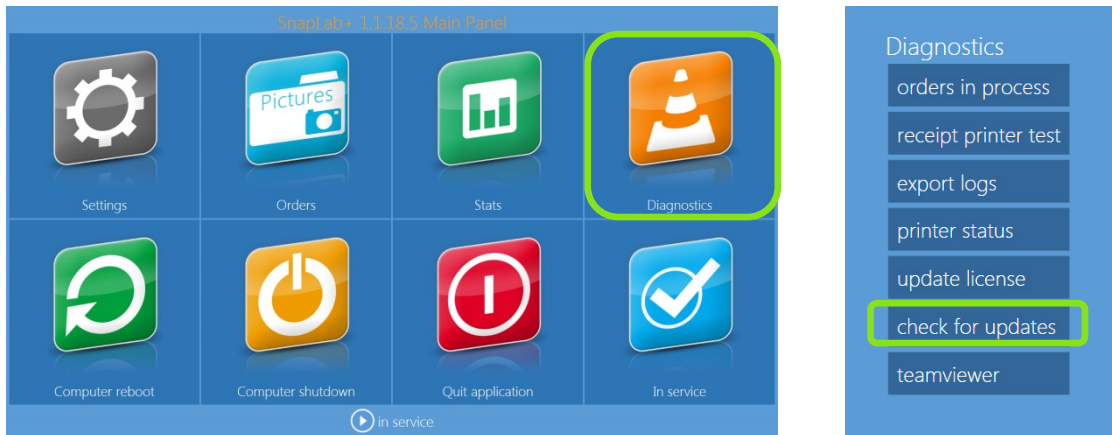 SnapLab+ 1.1.18.5 Main Panel
Pictures
Settings
Orders
Stats
Diagnostics
Computer reboot
Computer shutdown
Quit application
In service
in service
Diagnostics
orders in process
receipt printer test
export logs
printer status
update license
check for updates
teamviewer